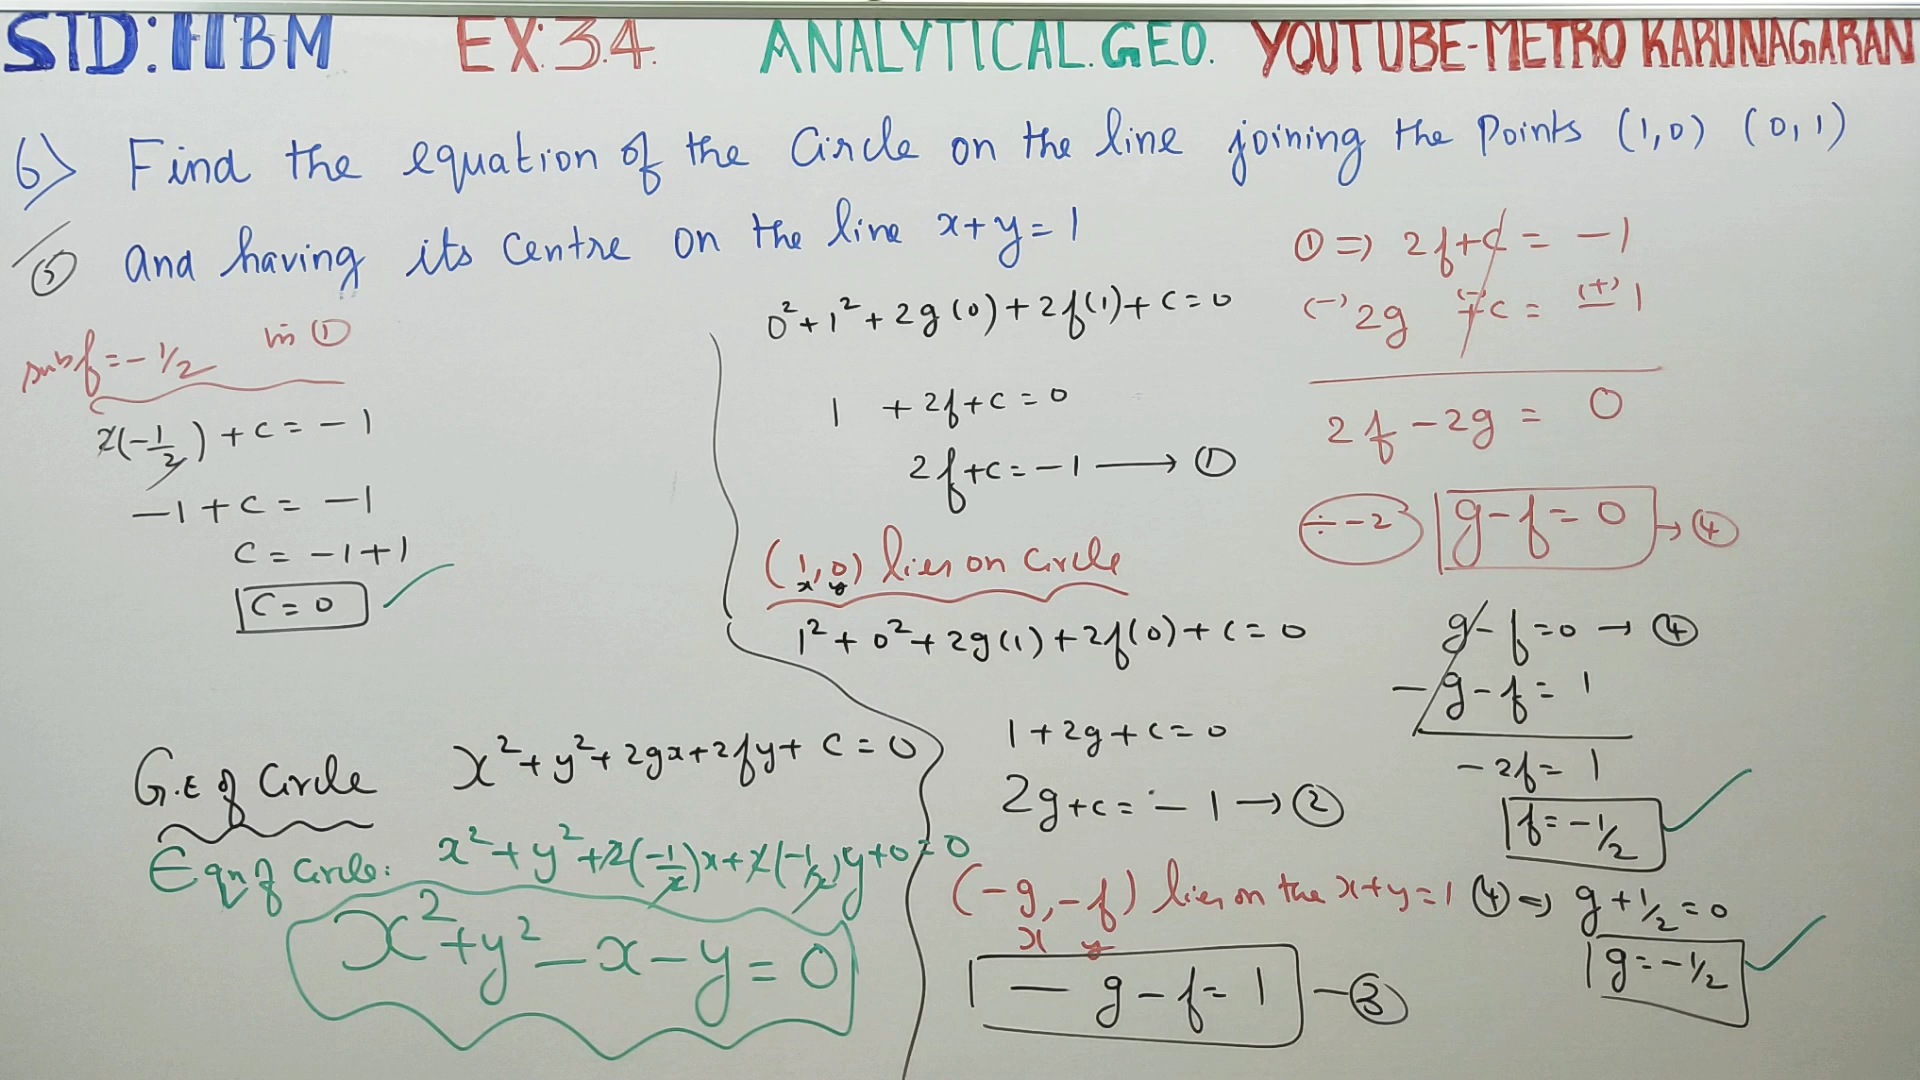 STD: 11BM EX:3.4. ANALYTICAL.GEO. YOUTUBE-METRO KARUNAGARAN
6) Find the equation of the Circle on the line joining the Points (1,0) (0,1)
(5) and having its centre on the line x+y=1
sub f=-1/2 in ①
2(-1/2)+c=-1
-1+c=-1
c=-1+1
c=0
0²+1²+2g(0)+2f(1)+c=0
1 +2f+c=0
2f+c=-1 ⟶ ①
(1,0) lies on circle
x y
1²+0²+2g(1)+2f(0)+c=0
1+2g+c=0
2g+c=-1 → ②
(-g,-f) lies on the x+y=1
x y
-g-f=1 -③
① ⇒ 2f+c=-1
(-)2g (-)+c= (+)-1
2f-2g=0
÷-2 g-f=0 → ④
g-f=0 → ④
-g-f=1
-2f=1
f=-1/2
④ ⇒ g+1/2=0
g=-1/2
G.E of Circle x²+y²+2gx+2fy+c=0
Eqn of Circle: x²+y²+2(-1/2)x+2(-1/2)y+0=0
x²+y²-x-y=0